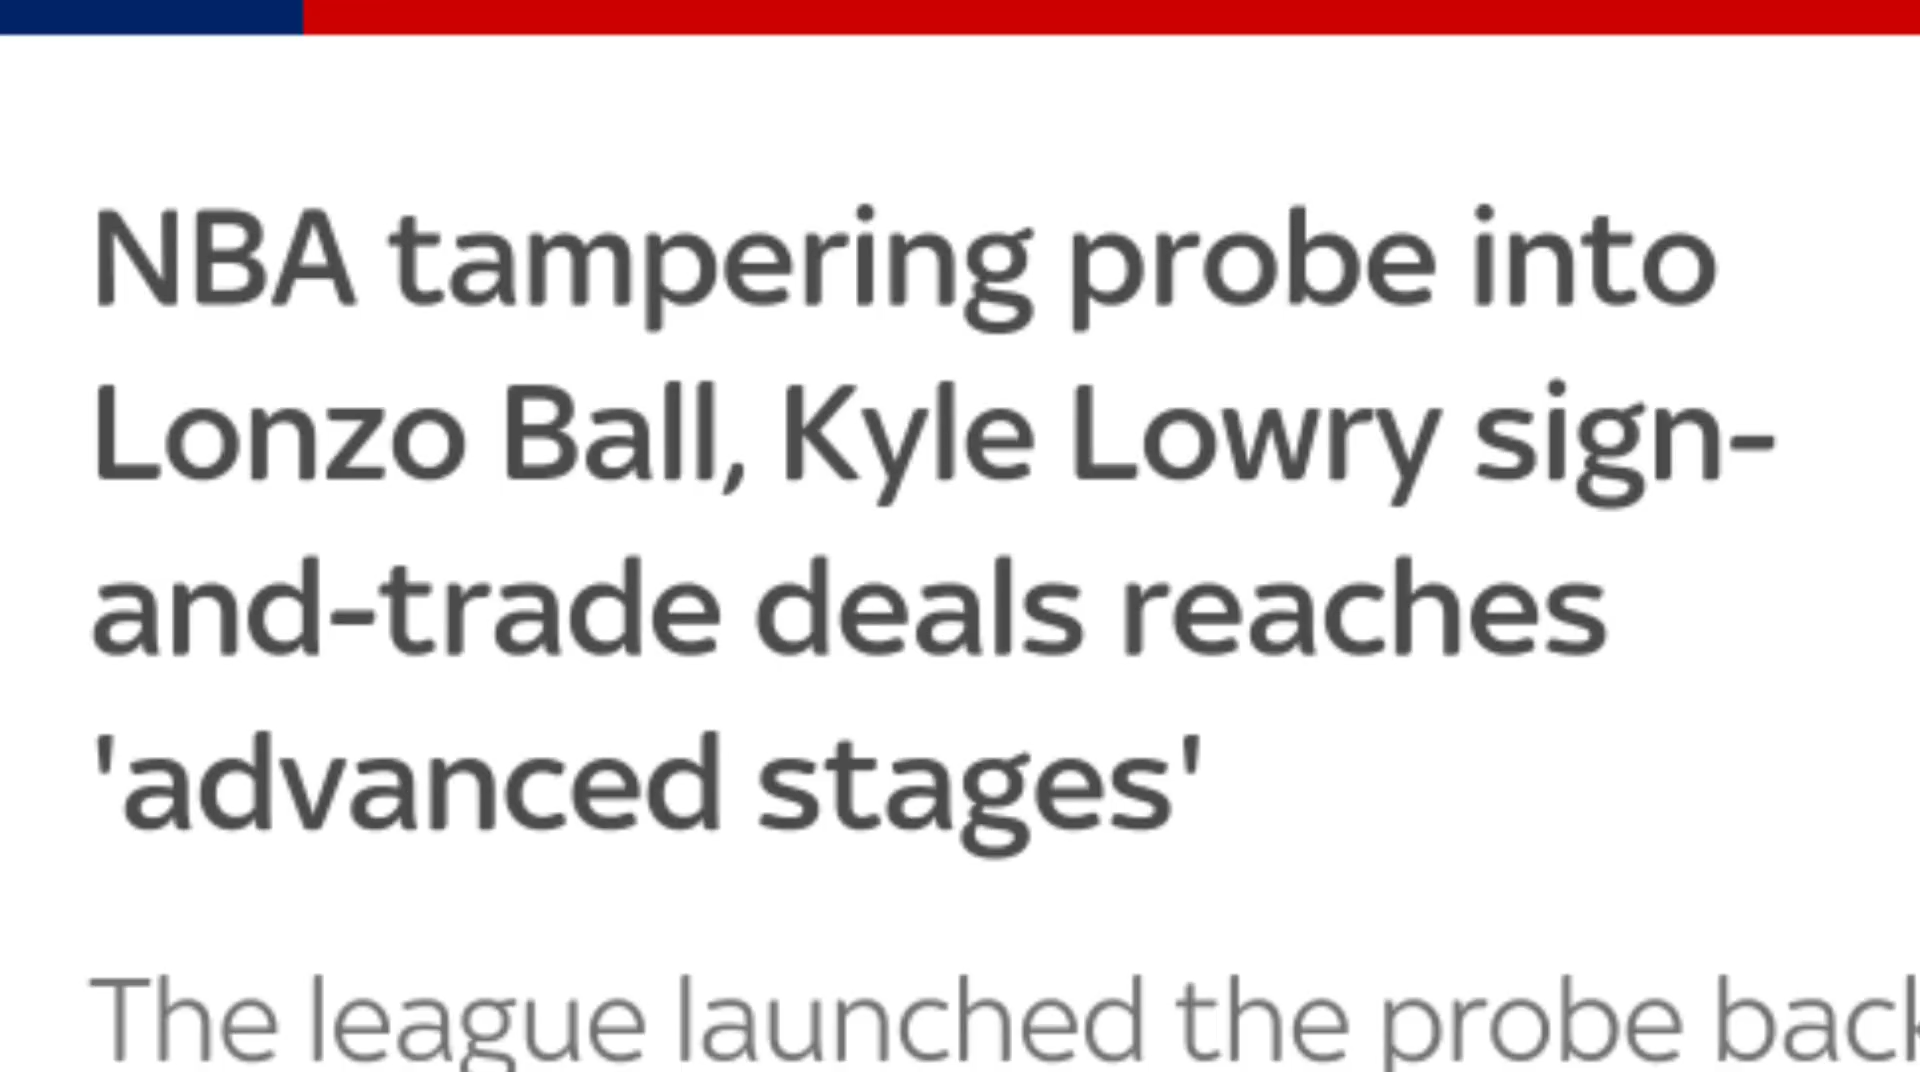 NBA tampering probe into
Lonzo Ball, Kyle Lowry sign-
and-trade deals reaches
'advanced stages'
The league launched the probe back